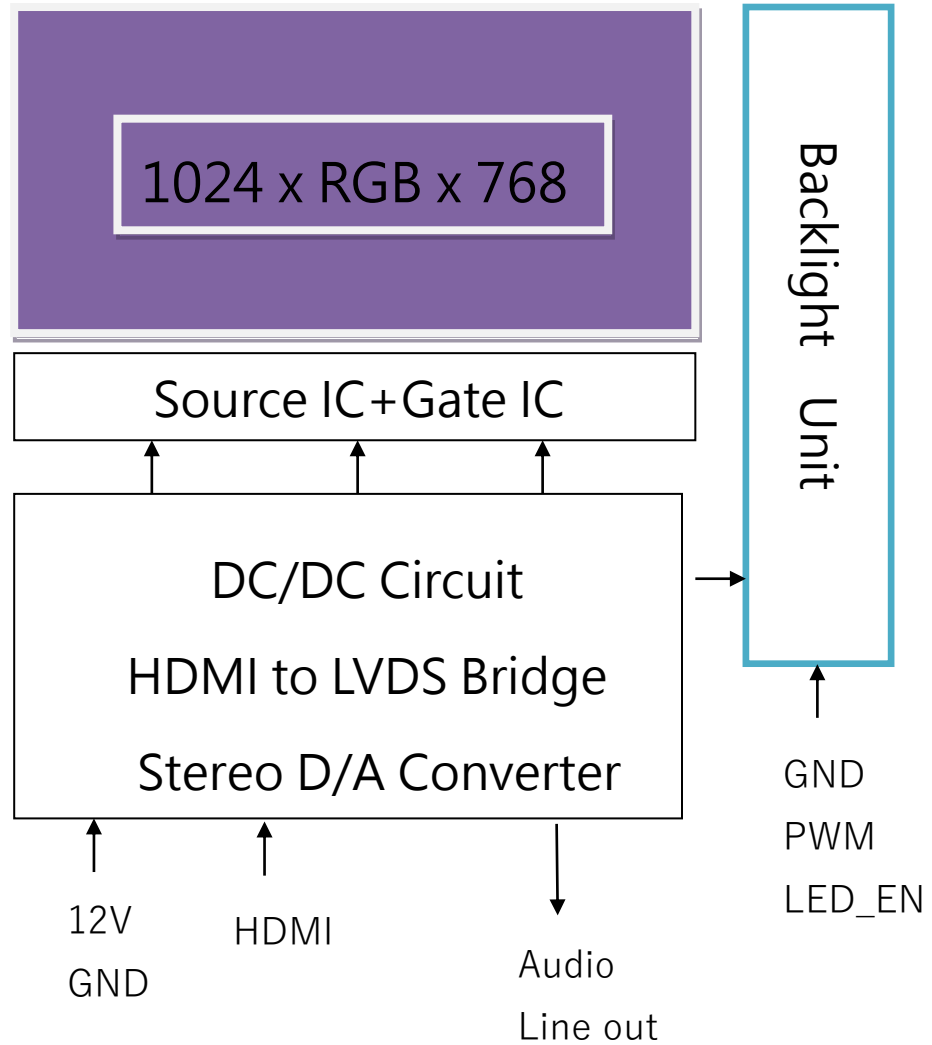 1024 x RGB x 768
Backlight Unit
Source IC+Gate IC
DC/DC Circuit
HDMI to LVDS Bridge
Stereo D/A Converter
12V
GND
HDMI
Audio
Line out
GND
PWM
LED_EN